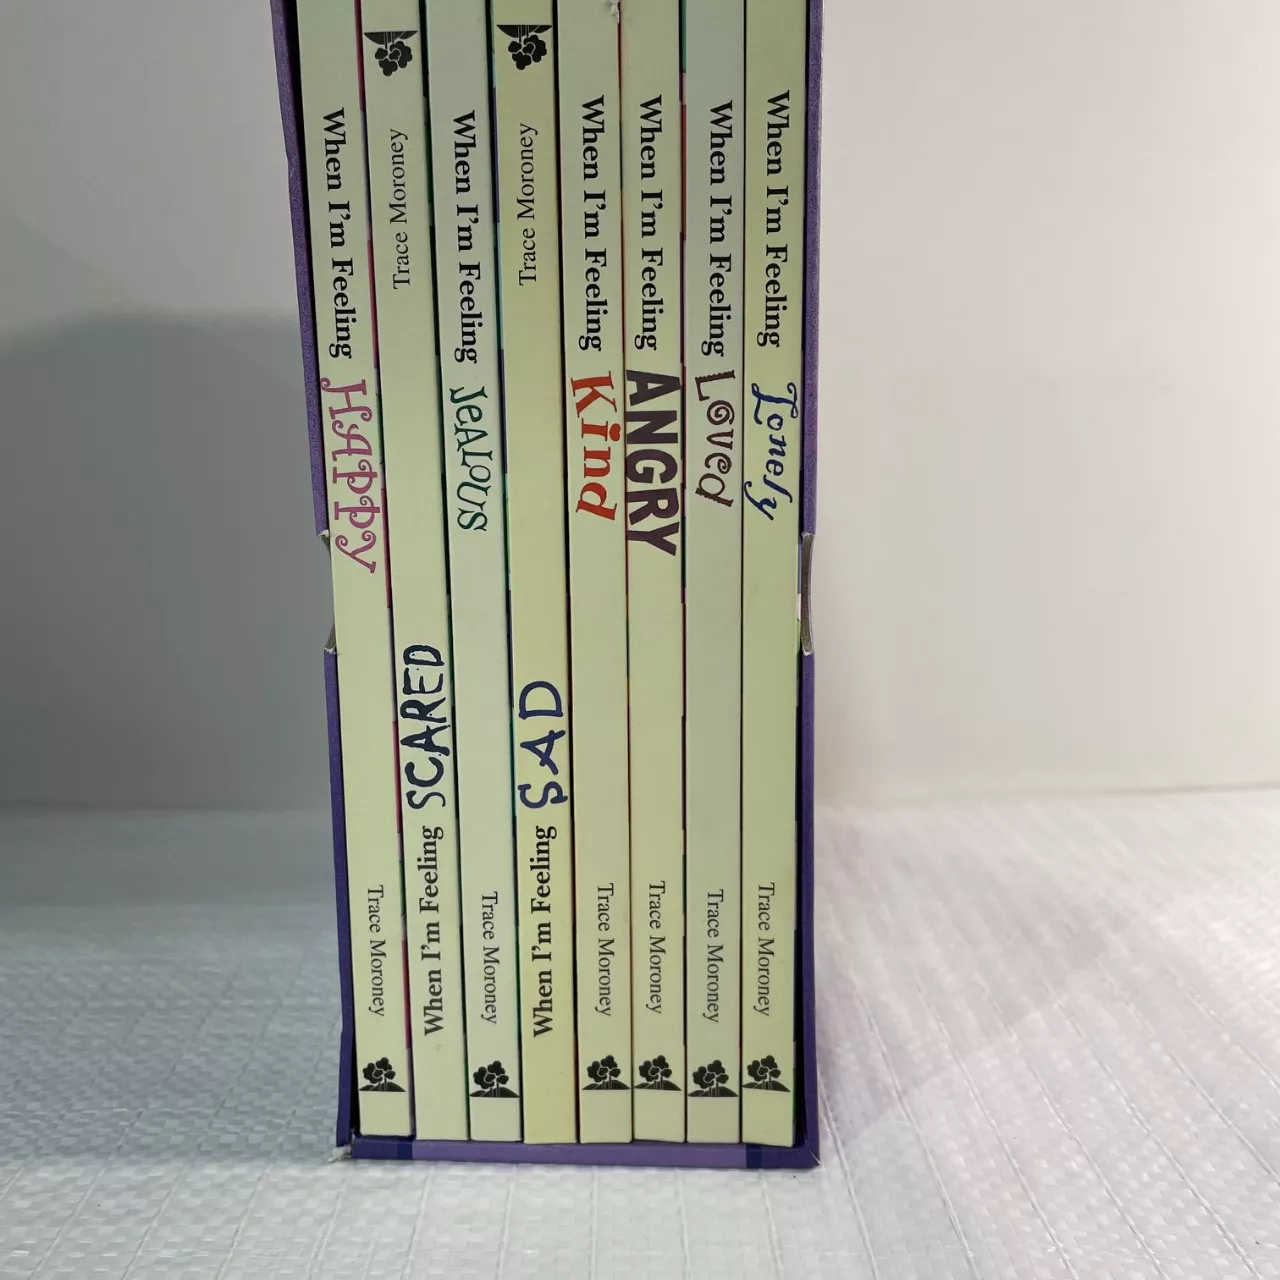 When I'm Feeling HAPPY Trace Moroney
When I'm Feeling SCARED Trace Moroney
When I'm Feeling JEALOUS Trace Moroney
When I'm Feeling SAD Trace Moroney
When I'm Feeling Kind Trace Moroney
When I'm Feeling ANGRY Trace Moroney
When I'm Feeling Loved Trace Moroney
When I'm Feeling Lonely Trace Moroney